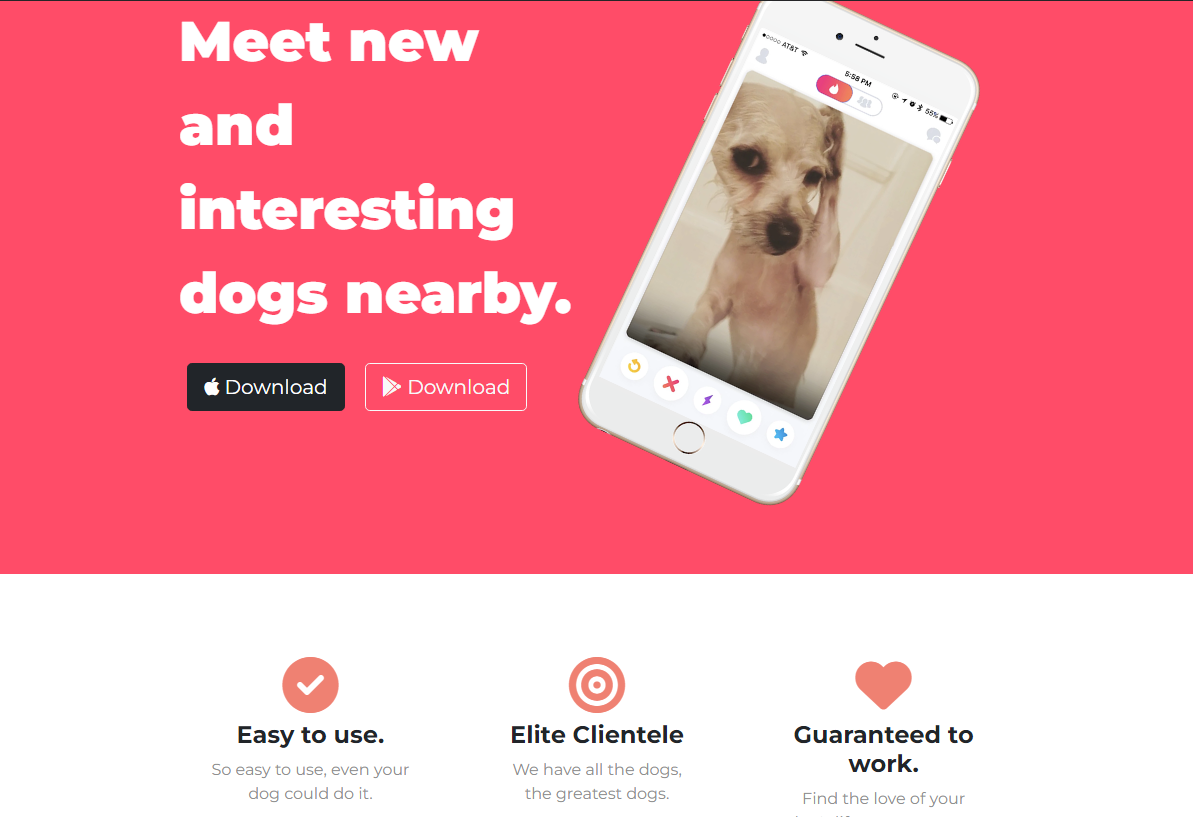 Meet new
and
interesting
dogs nearby.
Download
Download
AT&T
5:58 PM
55%
Easy to use.
So easy to use, even your
dog could do it.
Elite Clientele
We have all the dogs,
the greatest dogs.
Guaranteed to
work.
Find the love of your